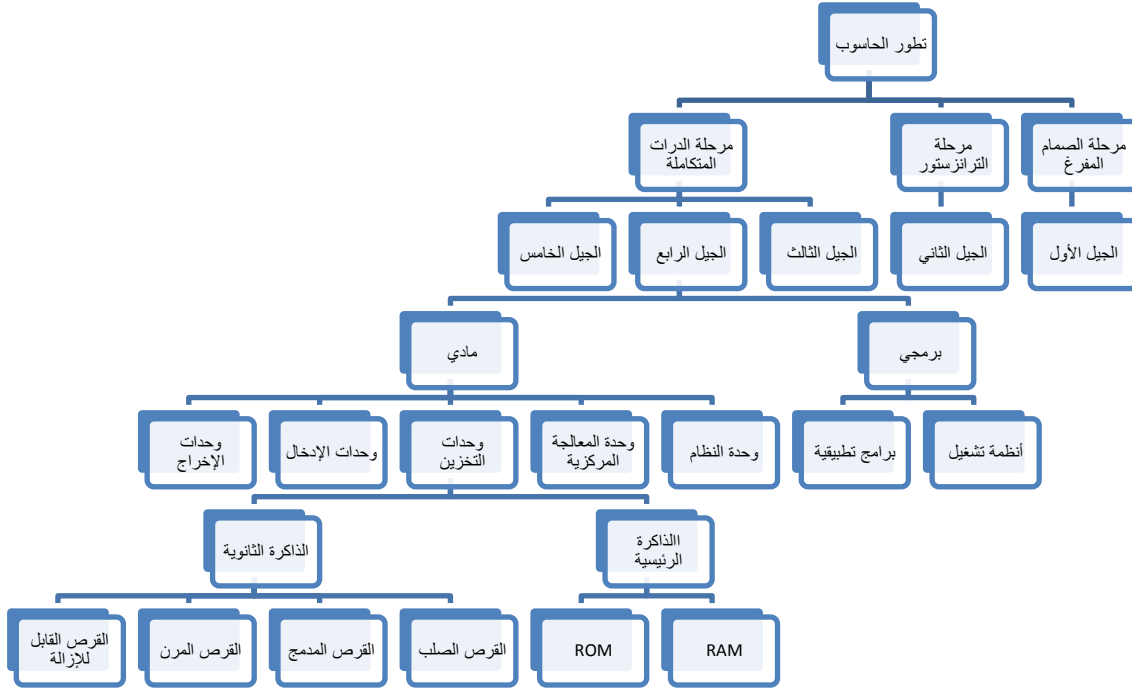 تطور الحاسوب
مرحلة الصمام
المفرغ
مرحلة
الترانزستور
مرحلة الدرات
المتكاملة
الجيل الأول
الجيل الثاني
الجيل الثالث
الجيل الرابع
الجيل الخامس
برمجي
مادي
أنظمة تشغيل
برامج تطبيقية
وحدة النظام
وحدة المعالجة
المركزية
وحدات
التخزين
وحدات الإدخال
وحدات
الإخراج
االذاكرة
الرئيسية
الذاكرة الثانوية
RAM
ROM
القرص الصلب
القرص المدمج
القرص المرن
القرص القابل
للإزالة